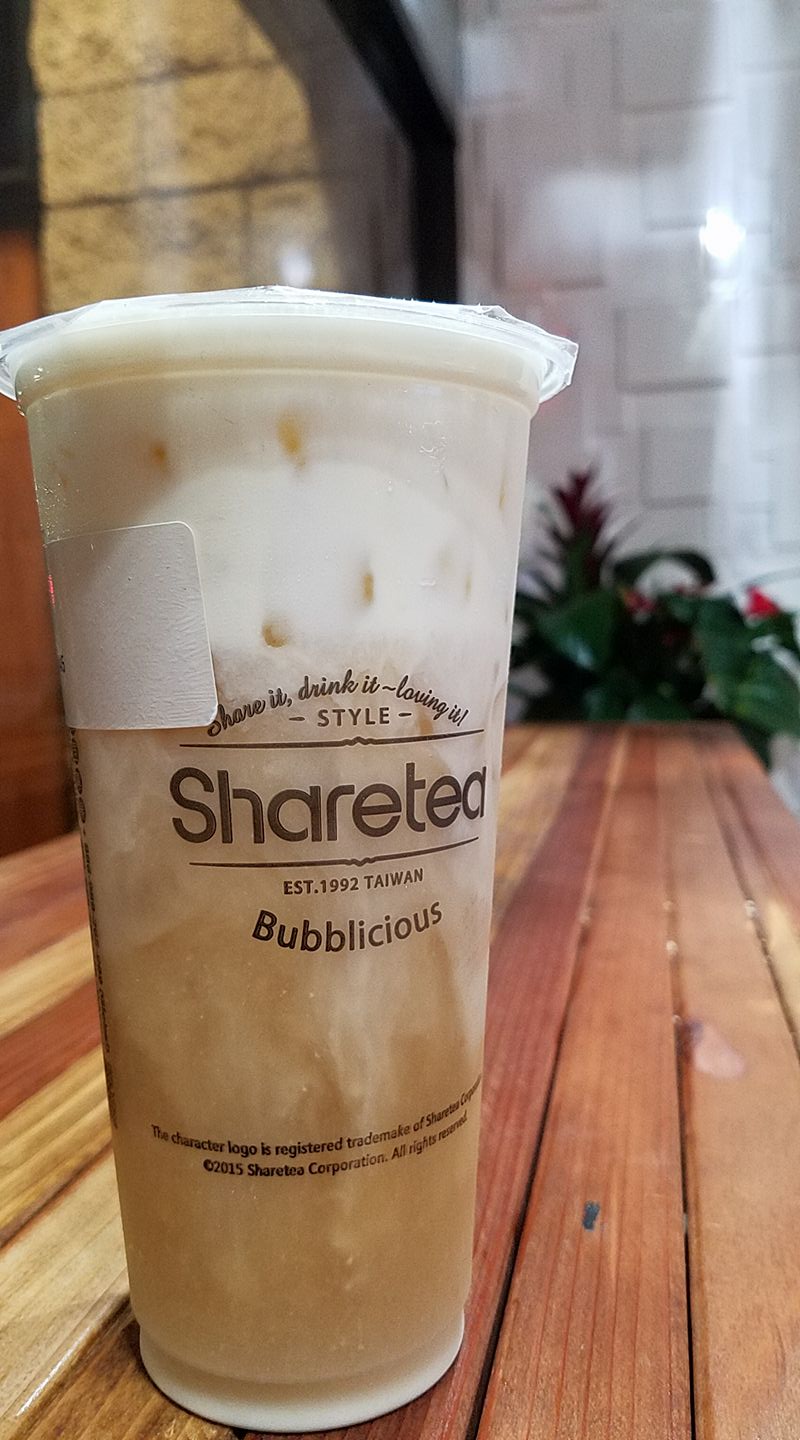 Share it, drink it~loving it!
– STYLE –
Sharetea
EST.1992 TAIWAN
Bubblicious
The character logo is registered trademake of Sharetea
©2015 Sharetea Corporation. All rights reserved.